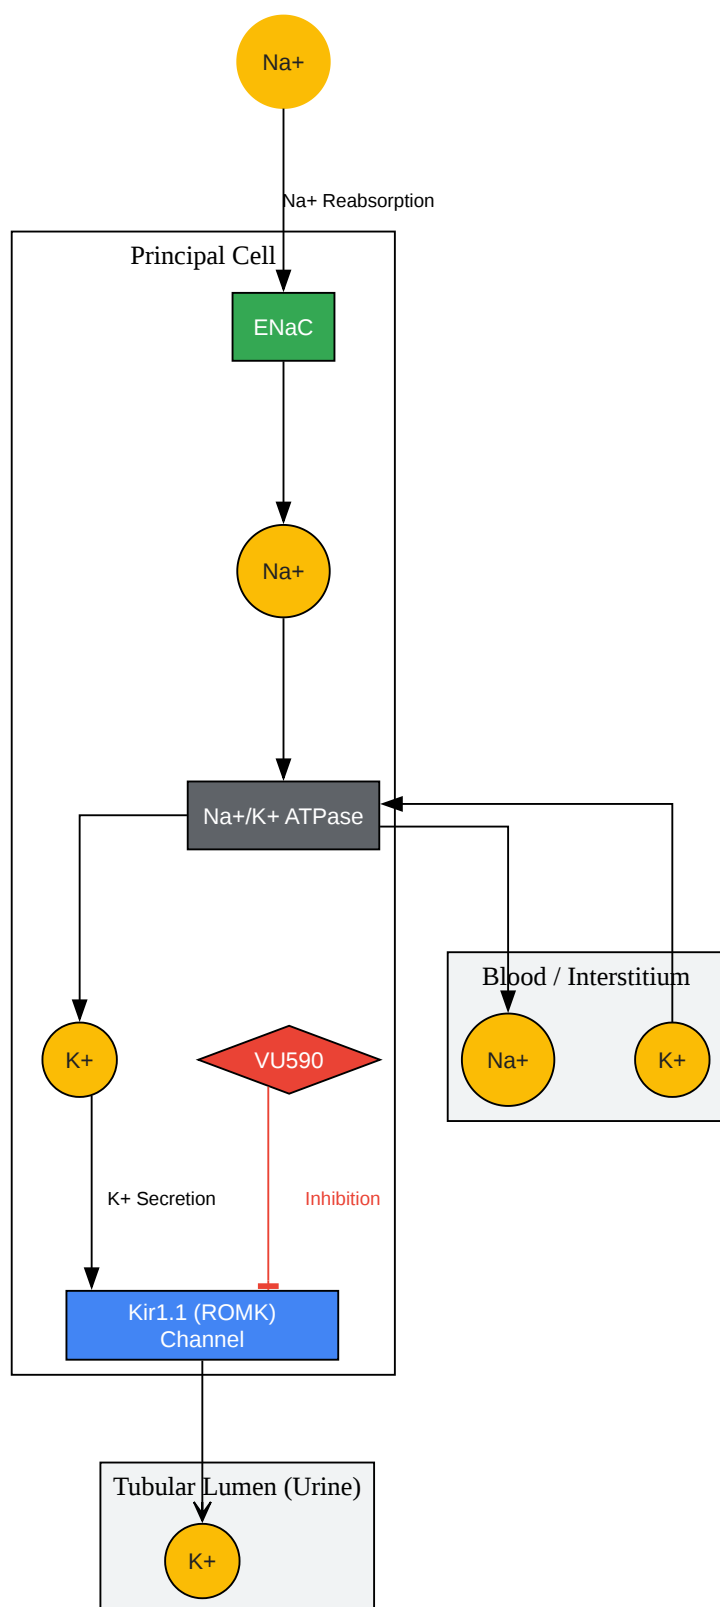 Na+
Na+ Reabsorption
Principal Cell
ENaC
Na+
Na+/K+ ATPase
Blood / Interstitium
K+
VU590
Na+
K+
K+ Secretion
Inhibition
Kir1.1 (ROMK)
Channel
Tubular Lumen (Urine)
K+